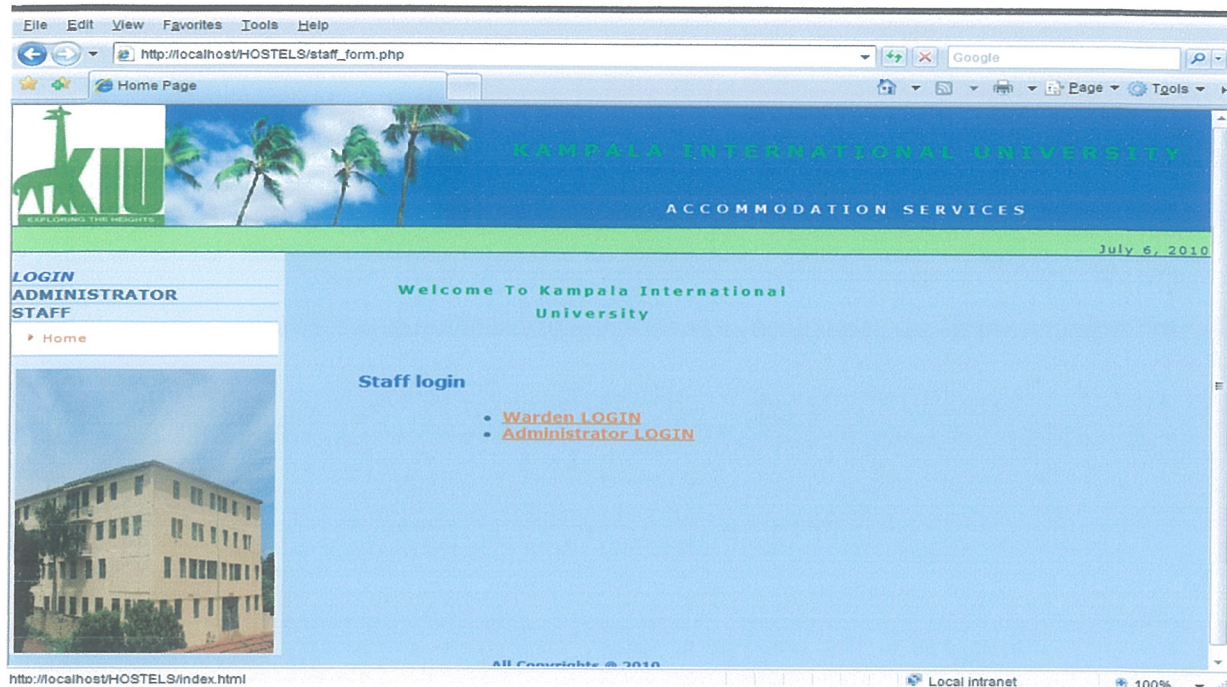 File Edit View Favorites Tools Help
http://localhost/HOSTELS/staff_form.php
Google
Home Page
Page Tools
KIU
EXPLORING THE HEIGHTS
KAMPALA INTERNATIONAL UNIVERSITY
ACCOMMODATION SERVICES
July 6, 2010
LOGIN
ADMINISTRATOR
STAFF
Home
Welcome To Kampala International
University
Staff login
Warden LOGIN
Administrator LOGIN
All Copyrights @ 2010
http://localhost/HOSTELS/index.html
Local intranet
100%